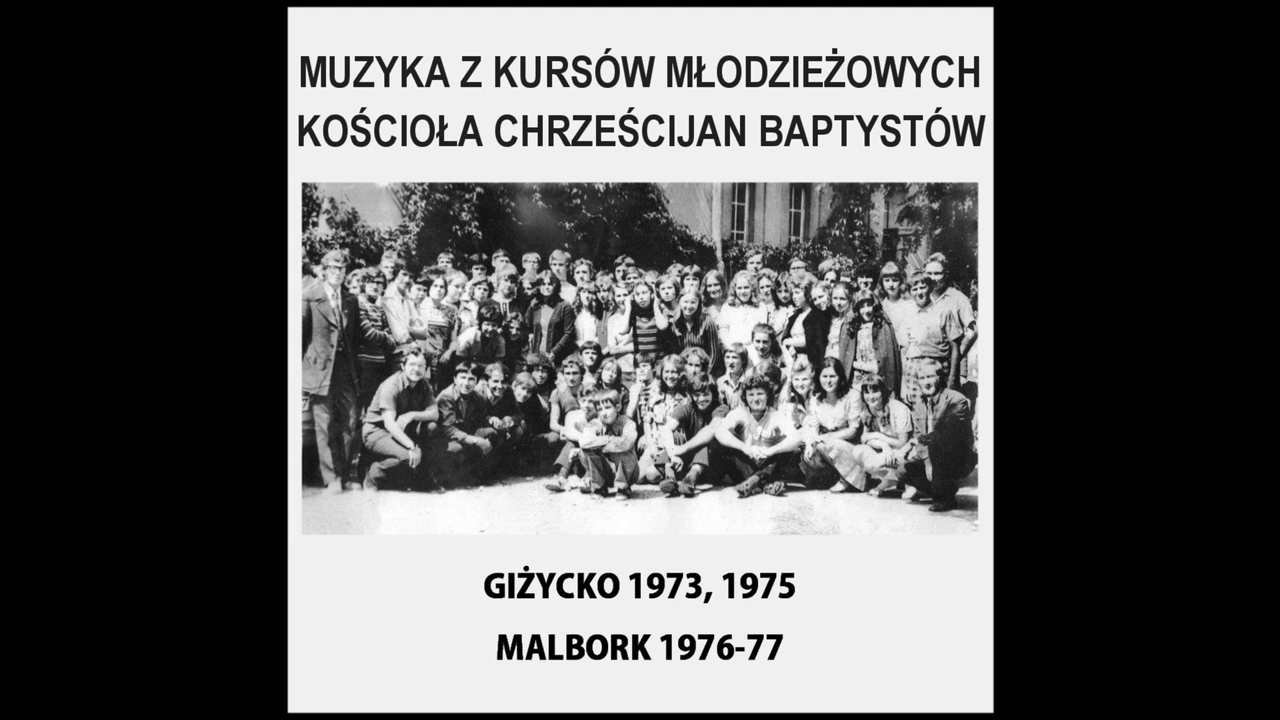 MUZYKA Z KURSÓW MŁODZIEŻOWYCH
KOŚCIOŁA CHRZEŚCIJAN BAPTYSTÓW
GIŻYCKO 1973, 1975
MALBORK 1976-77